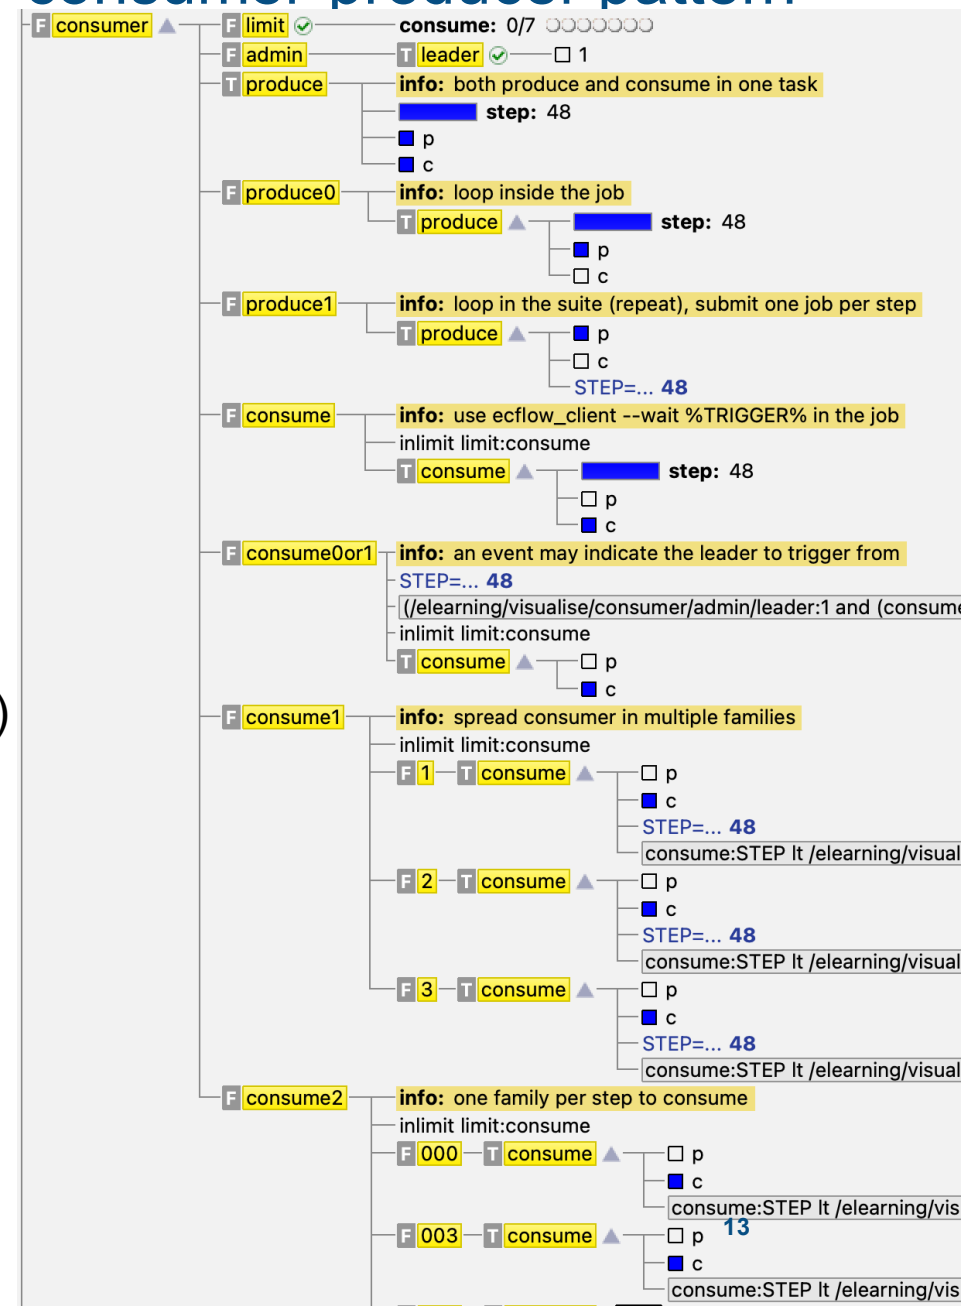 consumer-producer pattern
F consumer F limit consume: 0/7
F admin T leader 1
T produce info: both produce and consume in one task
step: 48
p
c
F produce0 info: loop inside the job
T produce step: 48
p
c
F produce1 info: loop in the suite (repeat), submit one job per step
T produce p
c
STEP=... 48
F consume info: use ecflow_client --wait %TRIGGER% in the job
inlimit limit:consume
T consume step: 48
p
c
F consume0or1 info: an event may indicate the leader to trigger from
STEP=... 48
(/elearning/visualise/consumer/admin/leader:1 and (consume
inlimit limit:consume
T consume p
c
)
F consume1 info: spread consumer in multiple families
inlimit limit:consume
F 1 T consume p
c
STEP=... 48
consume:STEP lt /elearning/visual
F 2 T consume p
c
STEP=... 48
consume:STEP lt /elearning/visual
F 3 T consume p
c
STEP=... 48
consume:STEP lt /elearning/visual
F consume2 info: one family per step to consume
inlimit limit:consume
F 000 T consume p
c
consume:STEP lt /elearning/vis
13
F 003 T consume p
c
consume:STEP lt /elearning/vis